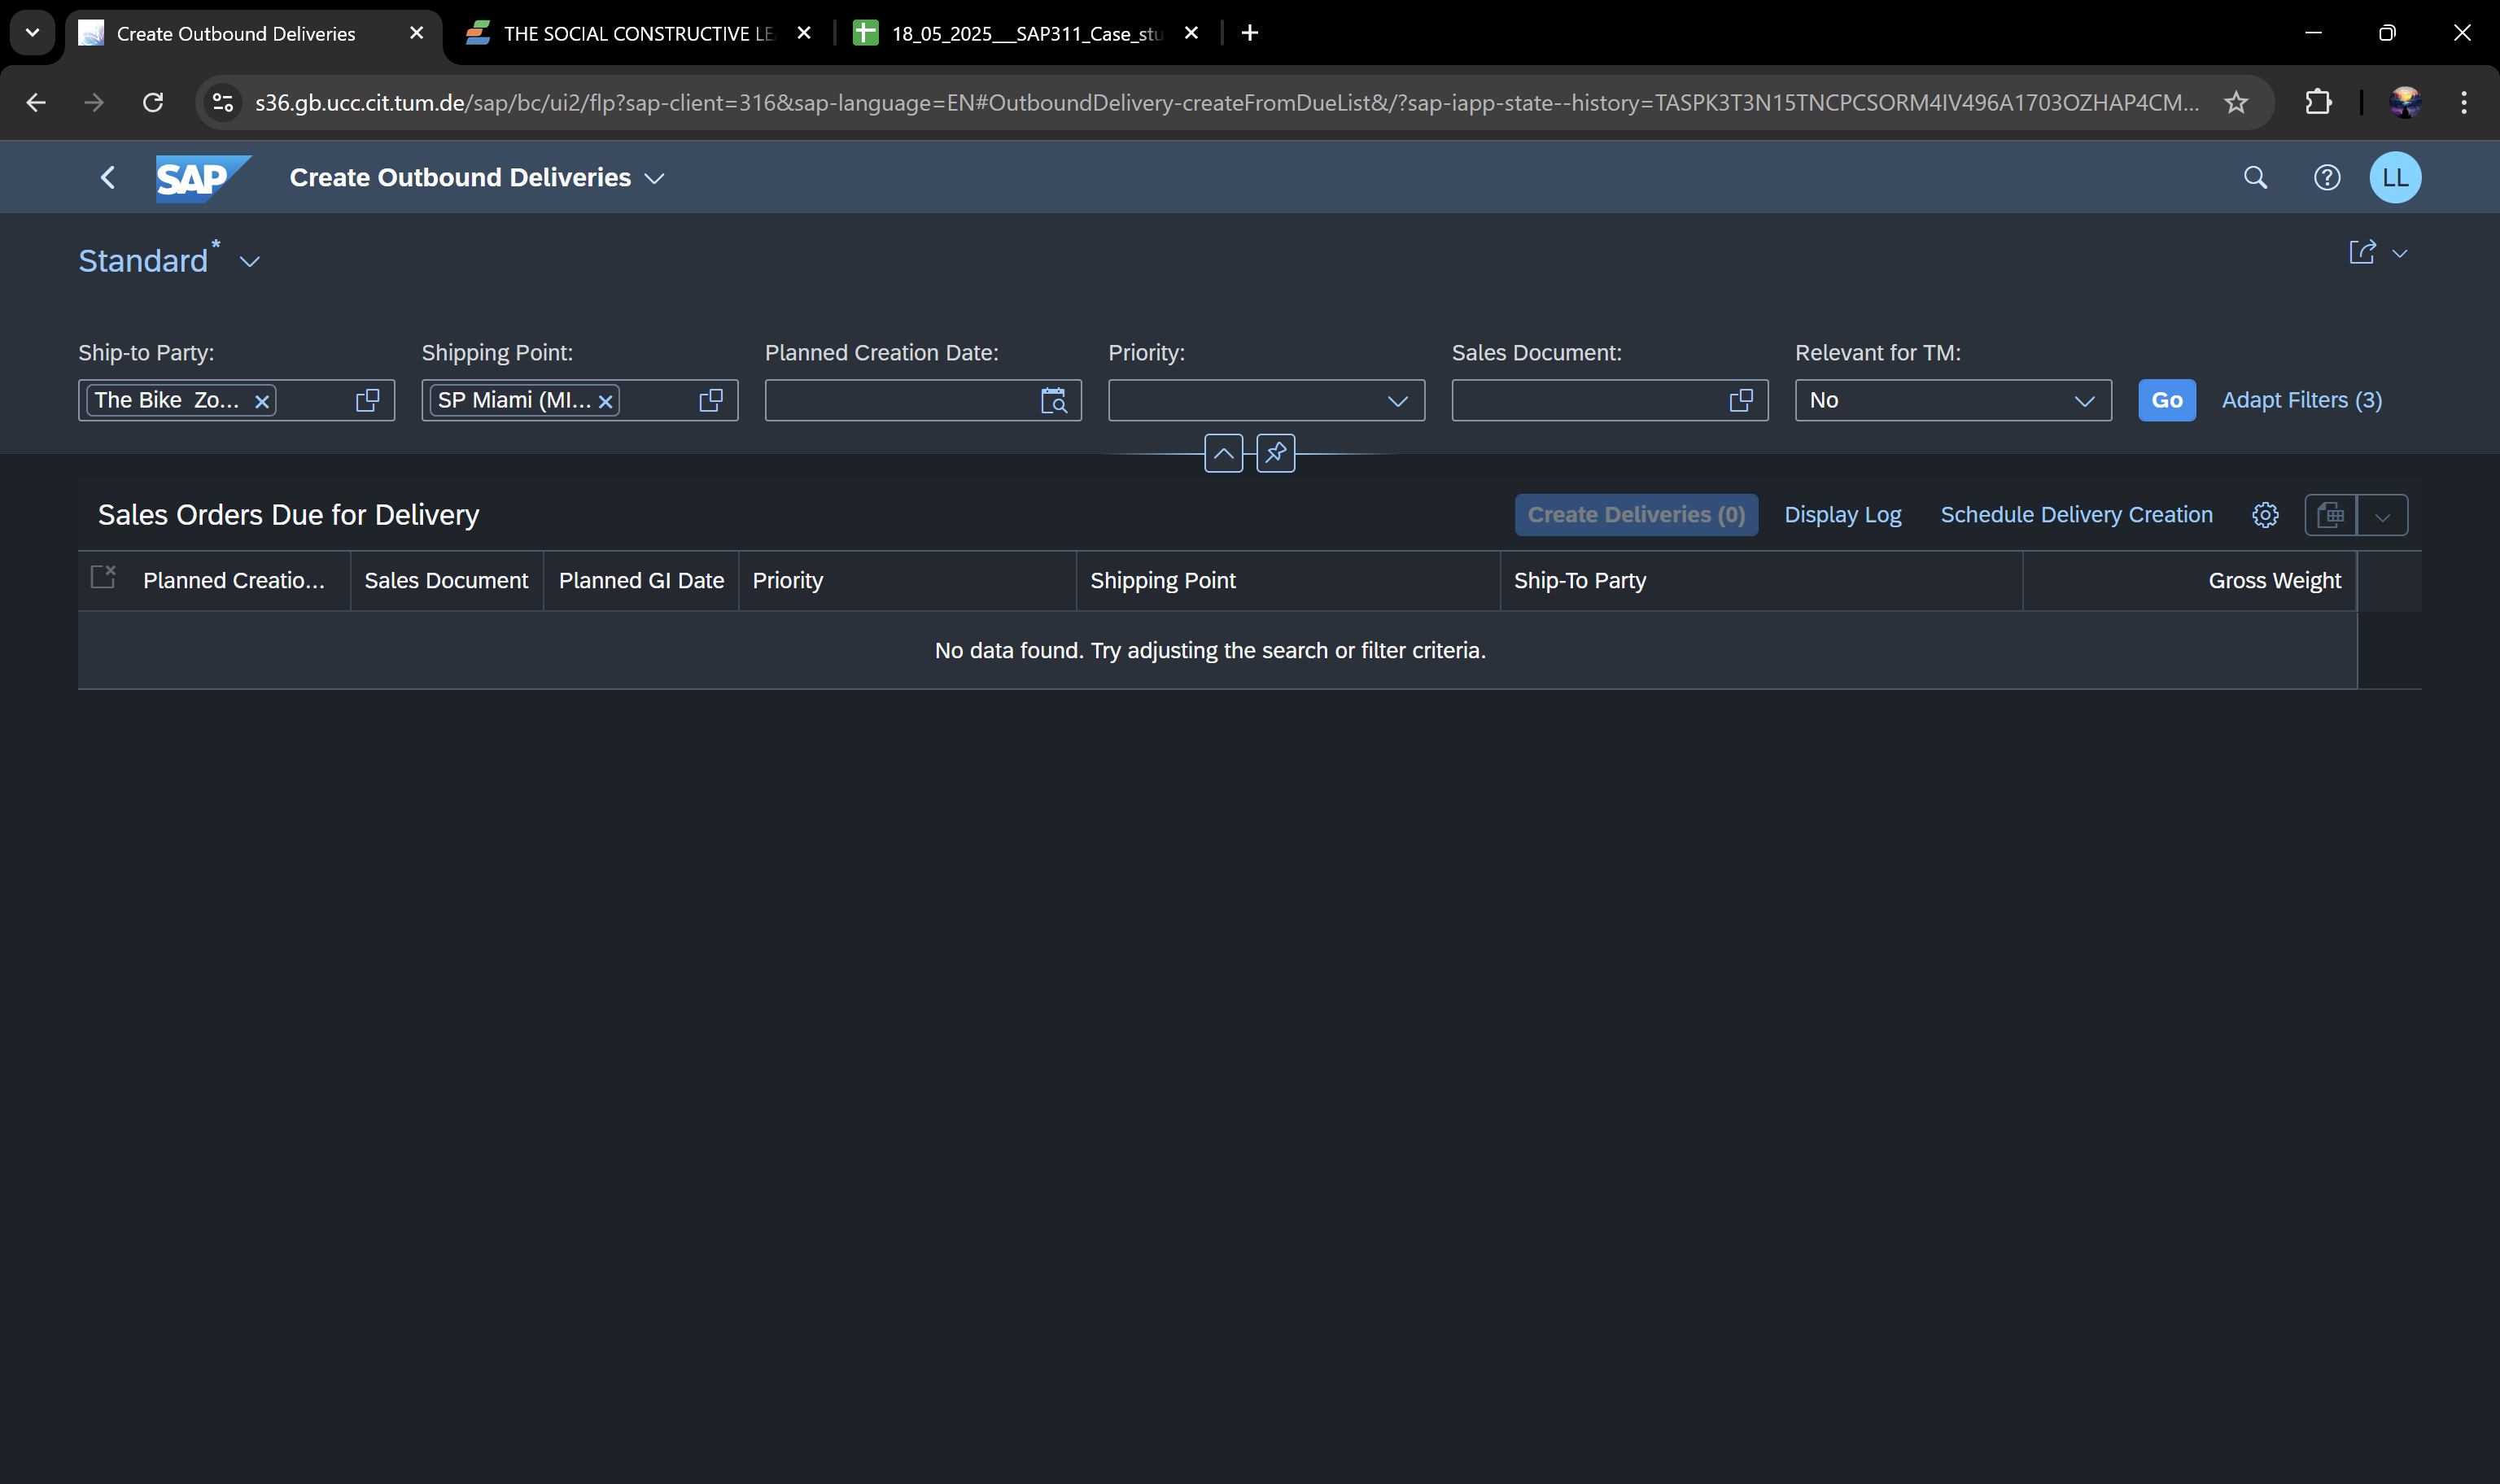 Create Outbound Deliveries
THE SOCIAL CONSTRUCTIVE LE
18_05_2025___SAP311_Case_stu
s36.gb.ucc.cit.tum.de/sap/bc/ui2/flp?sap-client=316&sap-language=EN#OutboundDelivery-createFromDueList&/?sap-iapp-state--history=TASPK3T3N15TNCPCSORM4IV496A1703OZHAP4CM...
SAP Create Outbound Deliveries LL
Standard *
Ship-to Party: Shipping Point: Planned Creation Date: Priority: Sales Document: Relevant for TM:
The Bike Zo... SP Miami (MI... No Go Adapt Filters (3)
Sales Orders Due for Delivery Create Deliveries (0) Display Log Schedule Delivery Creation
Planned Creatio... Sales Document Planned GI Date Priority Shipping Point Ship-To Party Gross Weight
No data found. Try adjusting the search or filter criteria.